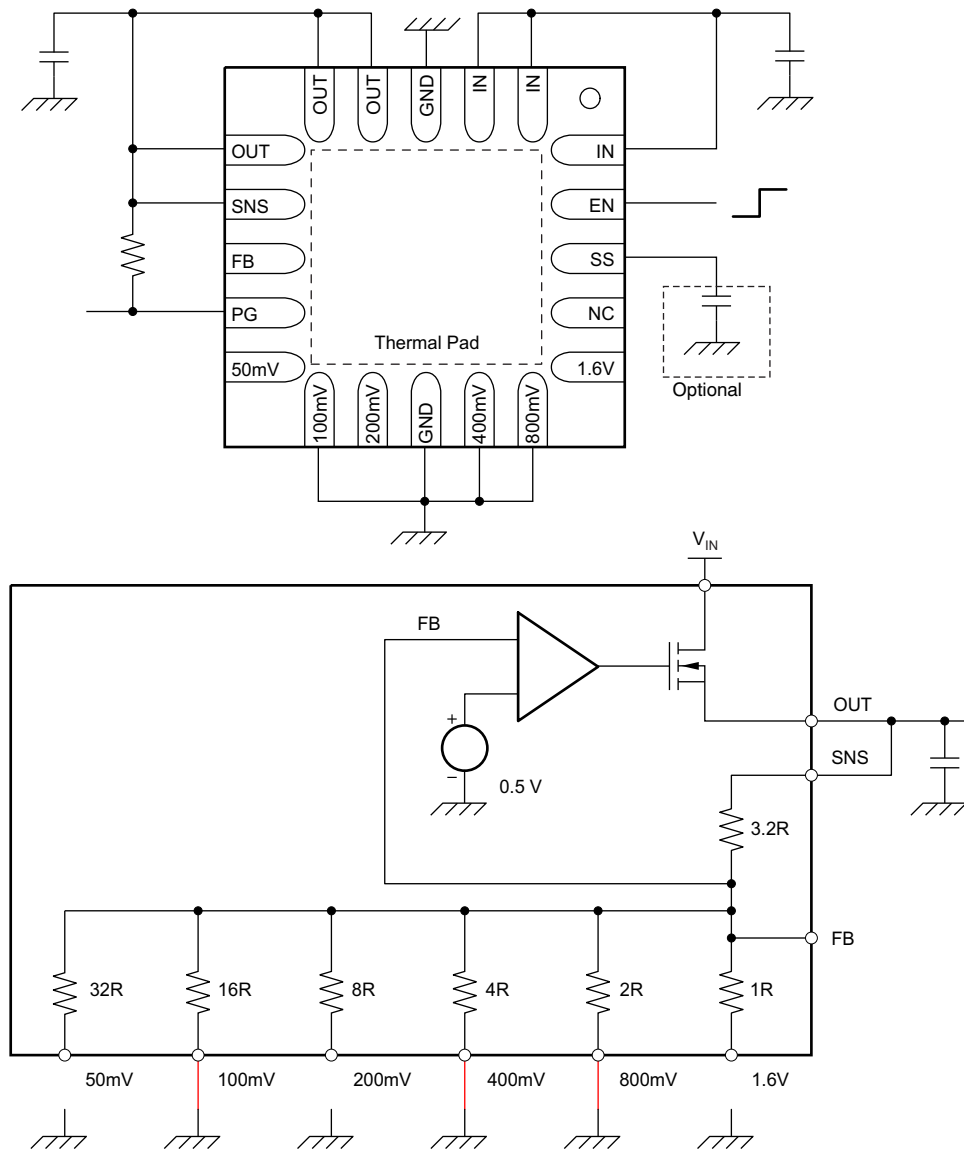 OUT
OUT
GND
IN
IN
OUT
SNS
FB
PG
50mV
IN
EN
SS
NC
1.6V
Thermal Pad
100mV
200mV
GND
400mV
800mV
Optional
VIN
FB
+
−
0.5 V
OUT
SNS
3.2R
FB
32R
16R
8R
4R
2R
1R
50mV
100mV
200mV
400mV
800mV
1.6V